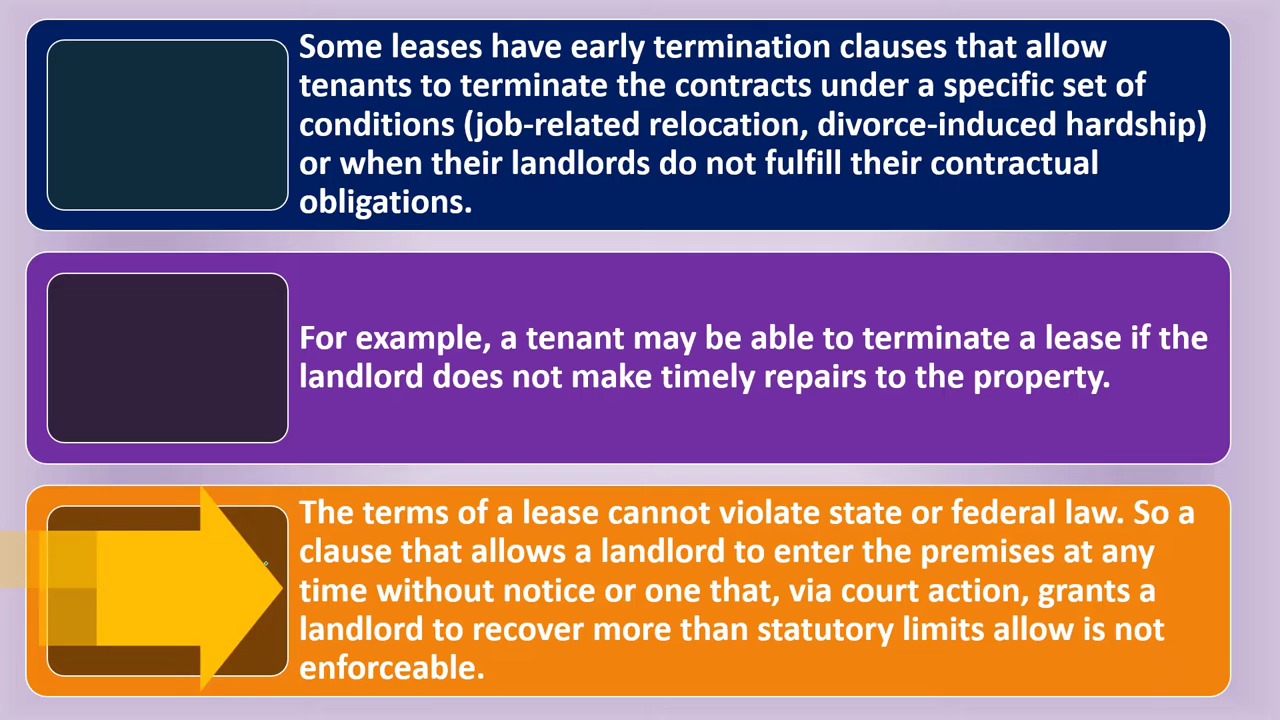 Some leases have early termination clauses that allow
tenants to terminate the contracts under a specific set of
conditions (job-related relocation, divorce-induced hardship)
or when their landlords do not fulfill their contractual
obligations.
For example, a tenant may be able to terminate a lease if the
landlord does not make timely repairs to the property.
The terms of a lease cannot violate state or federal law. So a
clause that allows a landlord to enter the premises at any
time without notice or one that, via court action, grants a
landlord to recover more than statutory limits allow is not
enforceable.